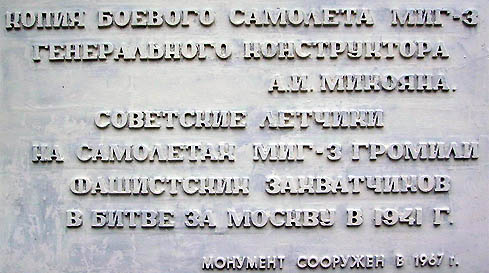 КОПИЯ БОЕВОГО САМОЛЕТА МИГ-3
ГЕНЕРАЛЬНОГО КОНСТРУКТОРА
А.И. МИКОЯНА.
СОВЕТСКИЕ ЛЕТЧИКИ
НА САМОЛЕТАХ МИГ-3 ГРОМИЛИ
ФАШИСТСКИХ ЗАХВАТЧИКОВ
В БИТВЕ ЗА МОСКВУ В 1941 Г.
МОНУМЕНТ СООРУЖЕН В 1967 Г.